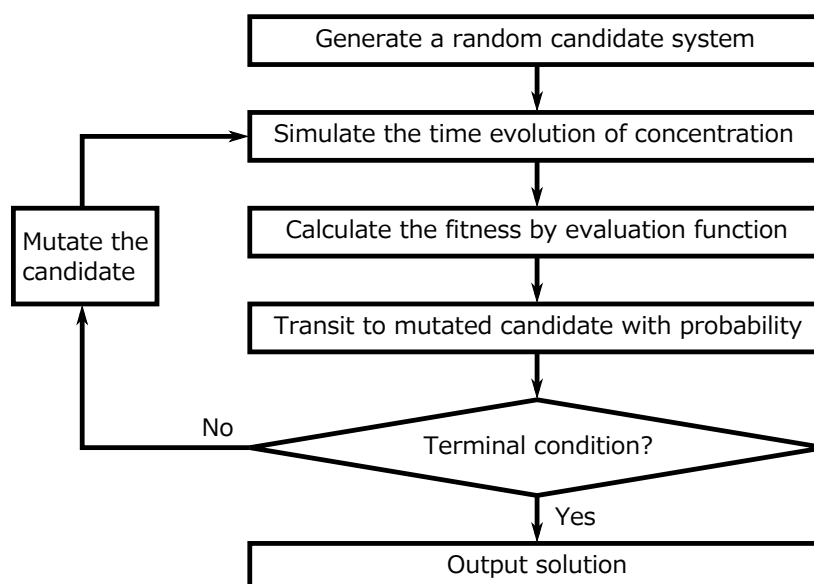 Generate a random candidate system
Simulate the time evolution of concentration
Mutate the
candidate
Calculate the fitness by evaluation function
Transit to mutated candidate with probability
No
Terminal condition?
Yes
Output solution